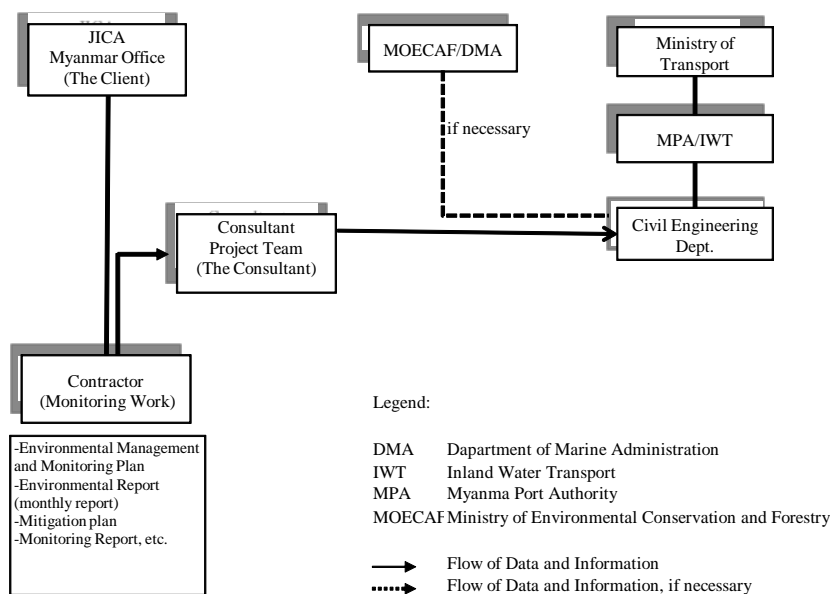 JICA
Myanmar Office
(The Client)
MOECAF/DMA
Ministry of
Transport
if necessary
MPA/IWT
Consultant
Project Team
(The Consultant)
Civil Engineering
Dept.
Contractor
(Monitoring Work)
-Environmental Management
and Monitoring Plan
-Environmental Report
(monthly report)
-Mitigation plan
-Monitoring Report, etc.
Legend:
DMA Dapartment of Marine Administration
IWT Inland Water Transport
MPA Myanma Port Authority
MOECAF Ministry of Environmental Conservation and Forestry
Flow of Data and Information
Flow of Data and Information, if necessary